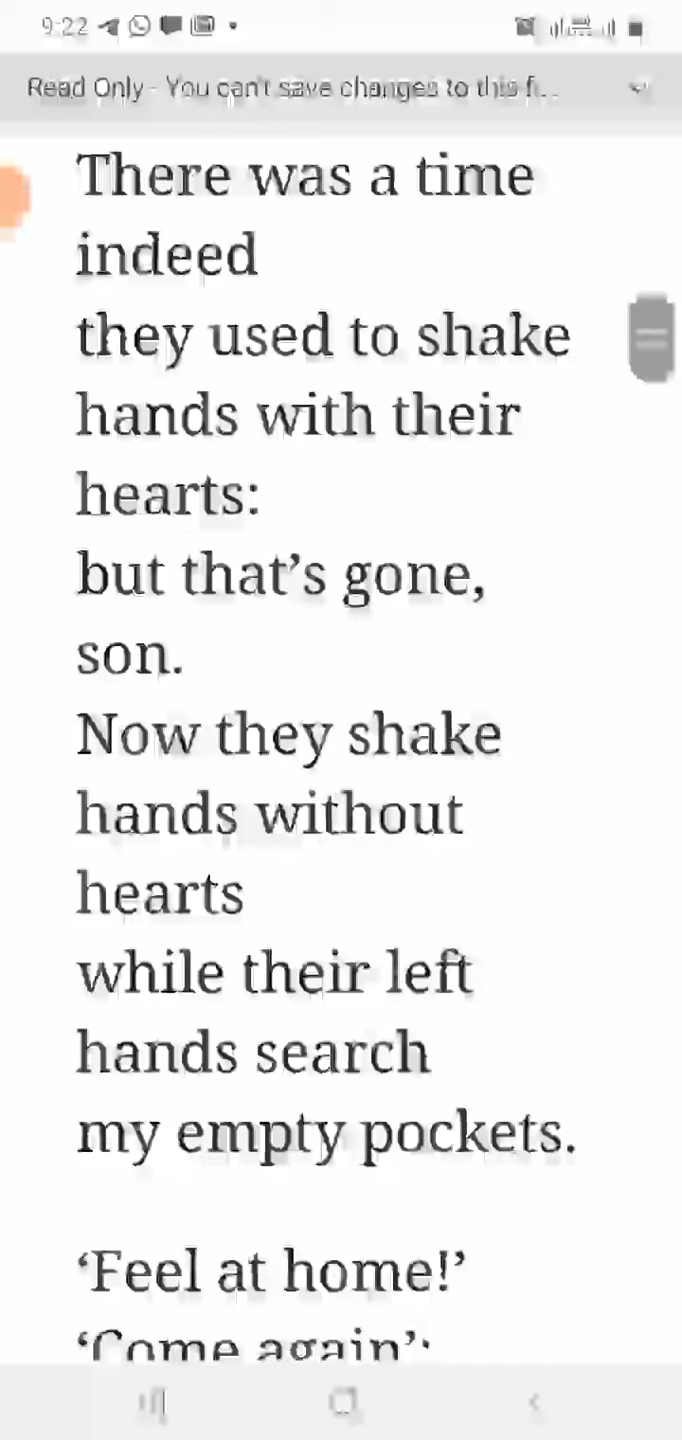 9:22
Read Only - You can't save changes to this f...
There was a time
indeed
they used to shake
hands with their
hearts:
but that’s gone,
son.
Now they shake
hands without
hearts
while their left
hands search
my empty pockets.
‘Feel at home!’
‘Come again’: